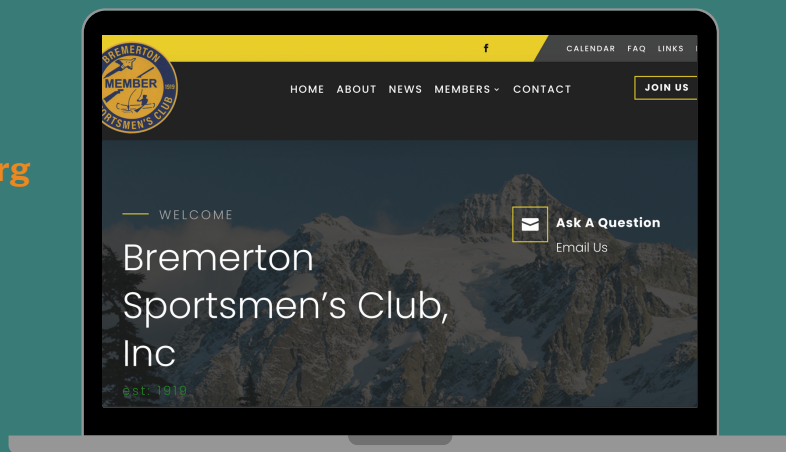 BREMERTON
MEMBER
1919
SPORTSMEN'S CLUB
f
CALENDAR FAQ LINKS
HOME ABOUT NEWS MEMBERS CONTACT
JOIN US
rg
WELCOME
Ask A Question
Email Us
Bremerton
Sportsmen's Club,
Inc
est: 1919